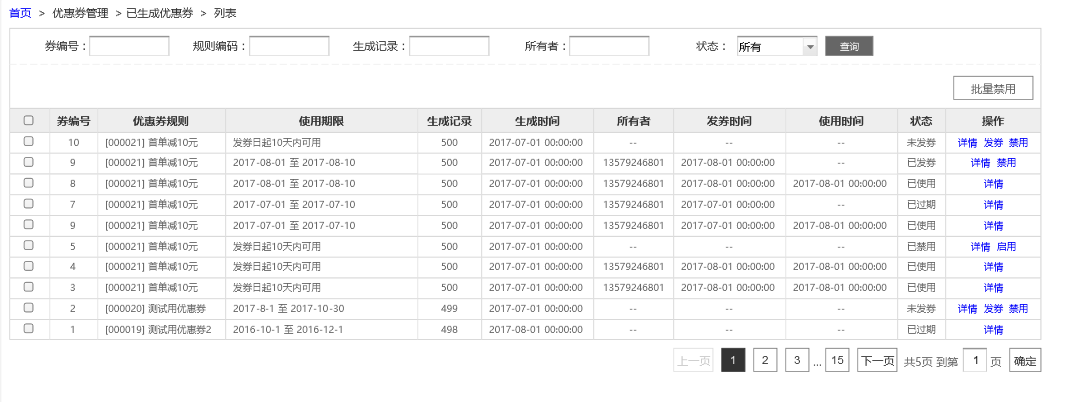 首页 > 优惠券管理 >已生成优惠券 > 列表
券编号： 规则编码： 生成记录： 所有者： 状态： 所有 查询
批量禁用
券编号 优惠券规则 使用期限 生成记录 生成时间 所有者 发券时间 使用时间 状态 操作
10 [000021] 首单减10元 发券日起10天内可用 500 2017-07-01 00:00:00 -- -- -- 未发券 详情 发券 禁用
9 [000021] 首单减10元 2017-08-01 至 2017-08-10 500 2017-07-01 00:00:00 13579246801 2017-08-01 00:00:00 -- 已发券 详情 禁用
8 [000021] 首单减10元 2017-08-01 至 2017-08-10 500 2017-07-01 00:00:00 13579246801 2017-08-01 00:00:00 2017-08-01 00:00:00 已使用 详情
7 [000021] 首单减10元 2017-07-01 至 2017-07-10 500 2017-07-01 00:00:00 13579246801 2017-07-01 00:00:00 -- 已过期 详情
9 [000021] 首单减10元 2017-07-01 至 2017-07-10 500 2017-07-01 00:00:00 13579246801 2017-08-01 00:00:00 2017-08-01 00:00:00 已使用 详情
5 [000021] 首单减10元 发券日起10天内可用 500 2017-07-01 00:00:00 -- -- -- 已禁用 详情 启用
4 [000021] 首单减10元 发券日起10天内可用 500 2017-07-01 00:00:00 13579246801 2017-08-01 00:00:00 2017-08-01 00:00:00 已使用 详情
3 [000021] 首单减10元 发券日起10天内可用 500 2017-07-01 00:00:00 13579246801 2017-08-01 00:00:00 2017-08-01 00:00:00 已使用 详情
2 [000020] 测试用优惠券 2017-8-1 至 2017-10-30 499 2017-07-01 00:00:00 -- -- -- 未发券 详情 发券 禁用
1 [000019] 测试用优惠券2 2016-10-1 至 2016-12-1 498 2017-08-01 00:00:00 -- -- -- 已过期 详情
上一页 1 2 3 ... 15 下一页 共5页 到第 1 页 确定